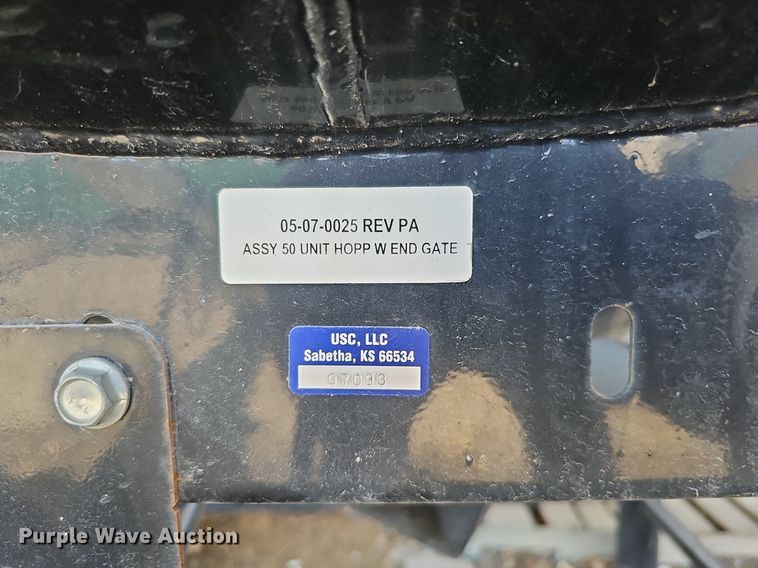 05-07-0025 REV PA
ASSY 50 UNIT HOPP W END GATE
USC, LLC
Sabetha, KS 66534
07093
Purple Wave Auction®